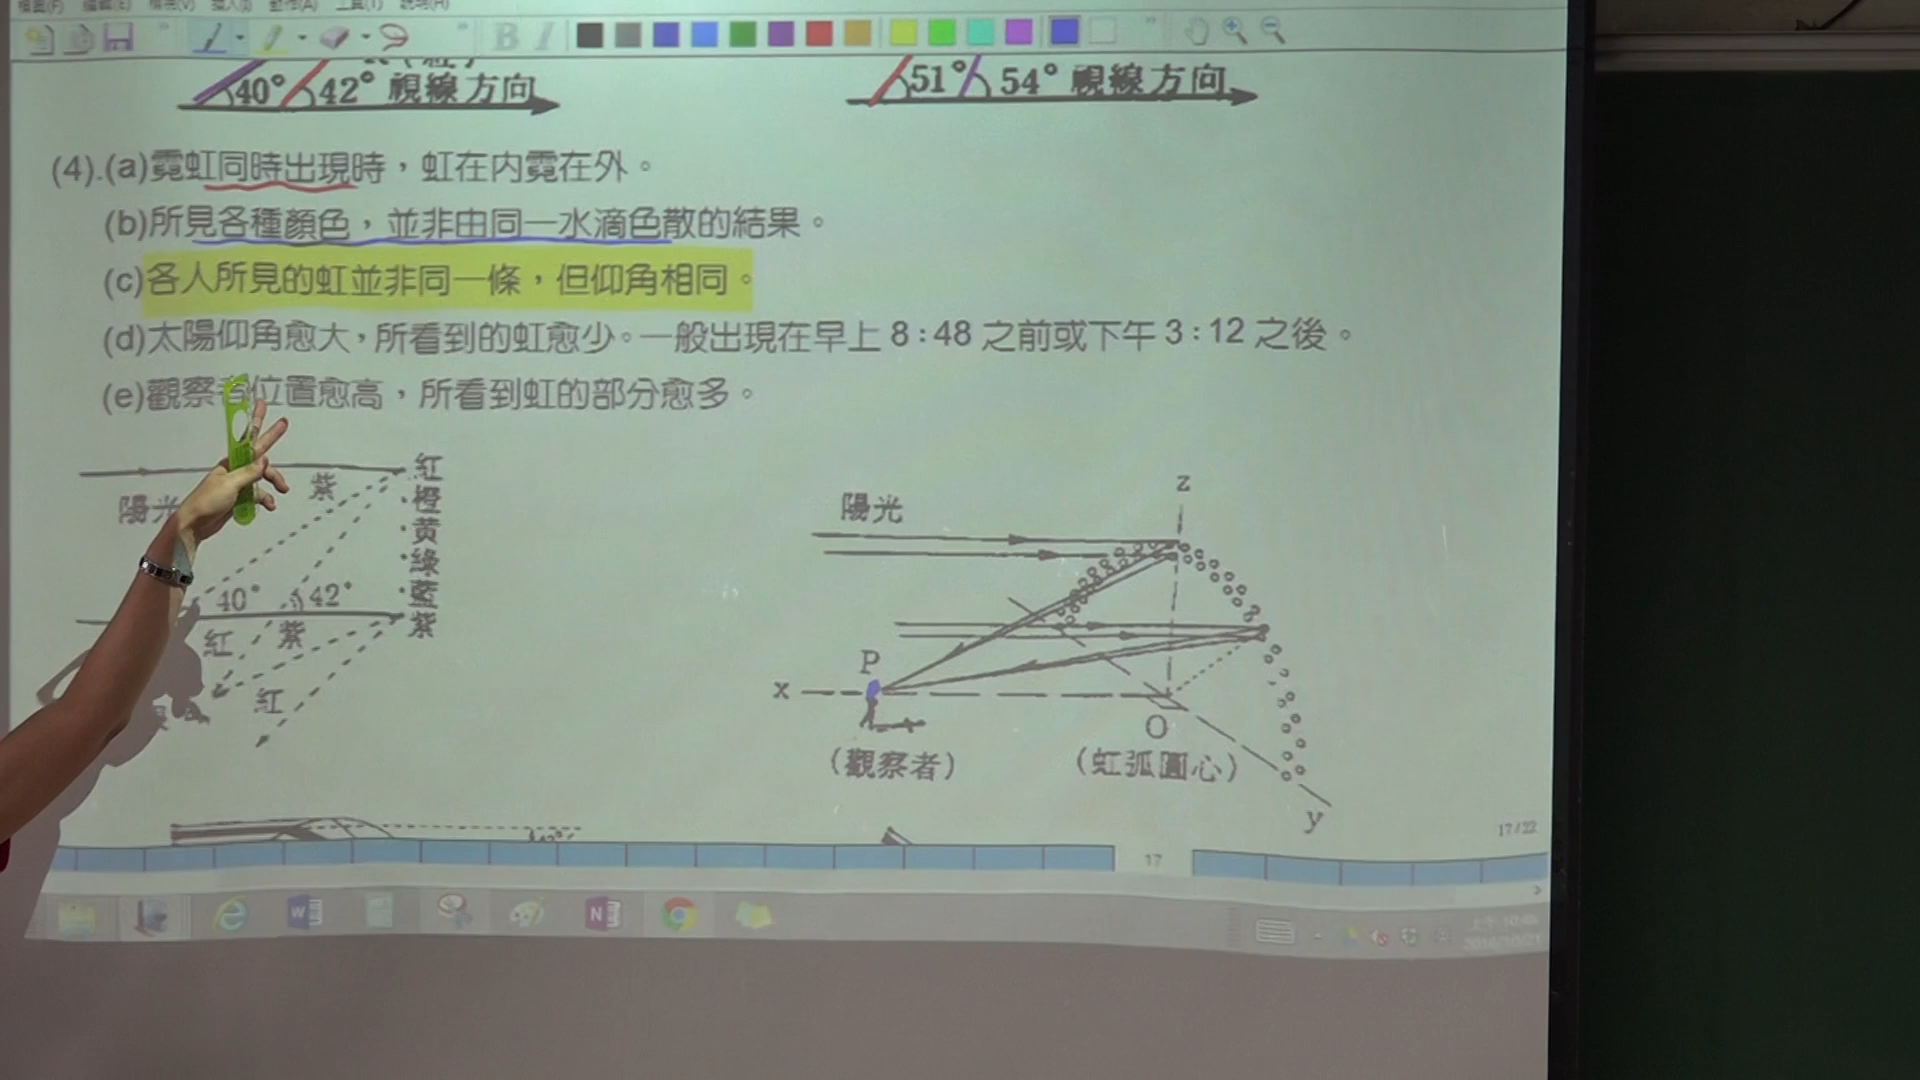 40° 42° 視線方向
51° 54° 視線方向
(4).(a)霓虹同時出現時，虹在內霓在外。
(b)所見各種顏色，並非由同一水滴色散的結果。
(c)各人所見的虹並非同一條，但仰角相同。
(d)太陽仰角愈大，所看到的虹愈少。一般出現在早上 8：48 之前或下午 3：12 之後。
(e)觀察者位置愈高，所看到虹的部分愈多。
陽光
紫
紅
橙
黃
綠
藍
紫
40° 42°
紅 紫
紅
陽光
z
P
x
O
(觀察者) (虹弧圓心)
y
17/22
17